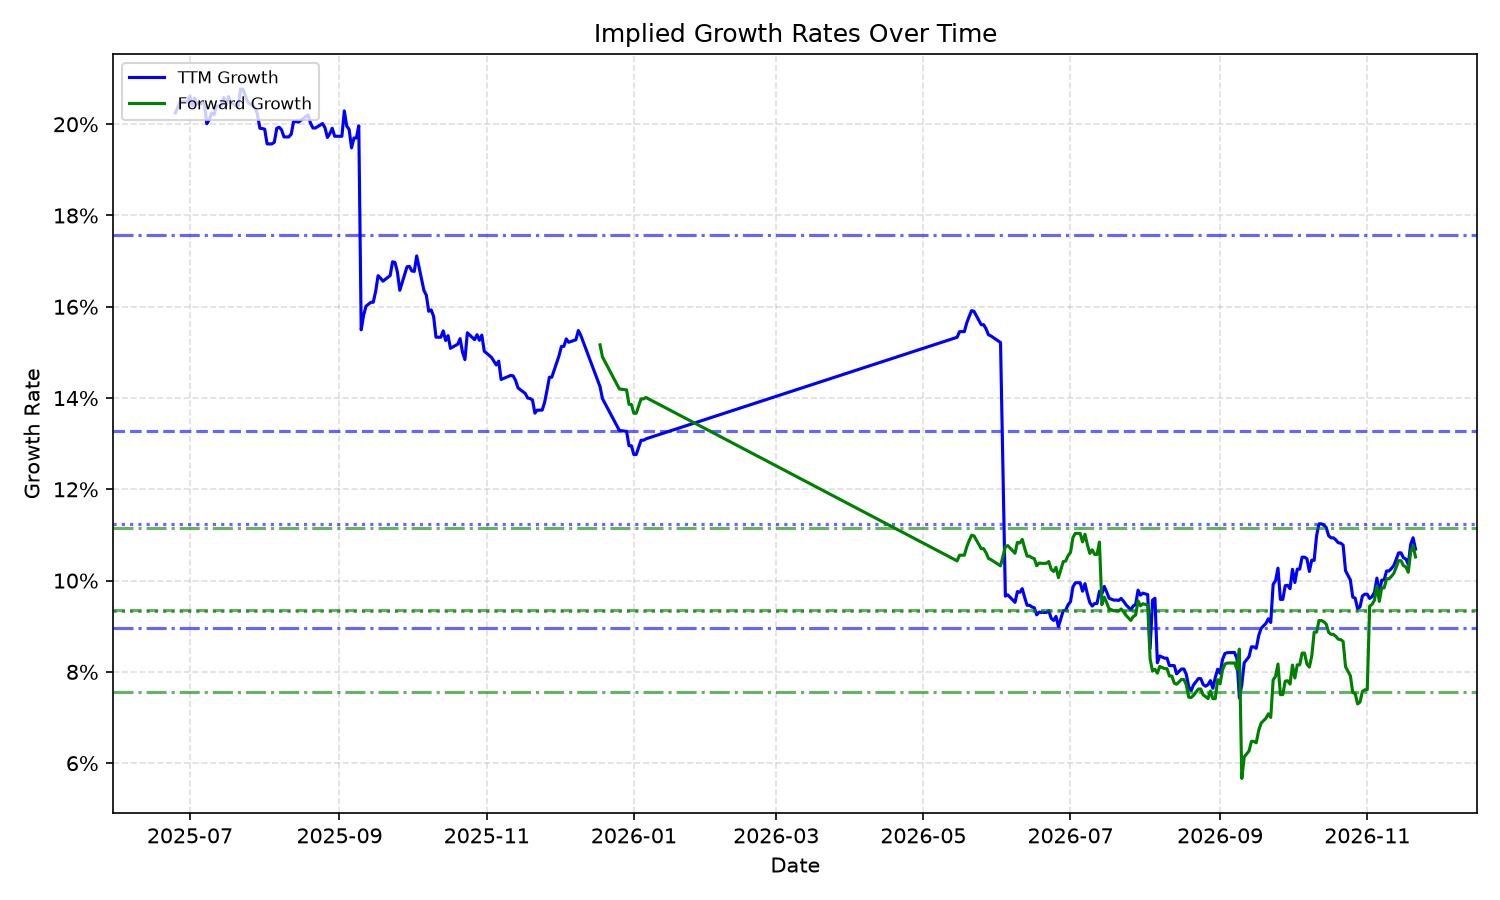 Implied Growth Rates Over Time
TTM Growth
Forward Growth
20%
18%
16%
14%
12%
10%
8%
6%
Growth Rate
2025-07 2025-09 2025-11 2026-01 2026-03 2026-05 2026-07 2026-09 2026-11
Date